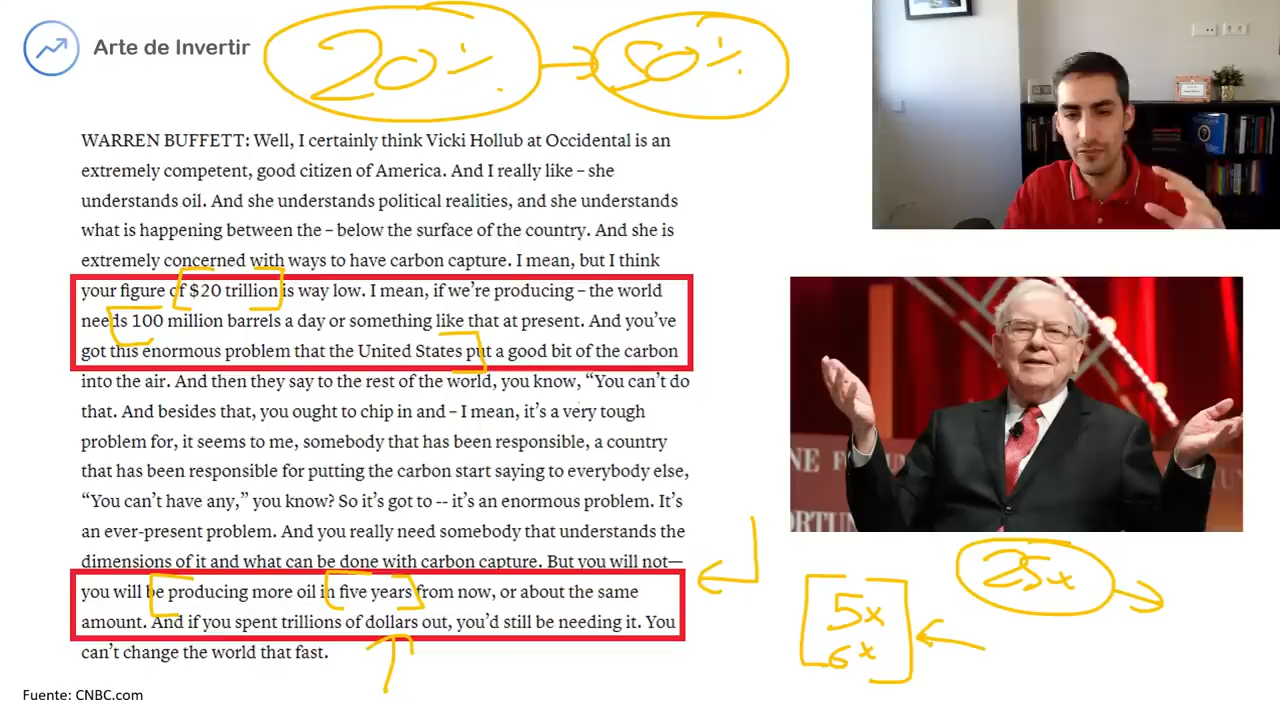 Arte de Invertir
20% → 50%
WARREN BUFFETT: Well, I certainly think Vicki Hollub at Occidental is an
extremely competent, good citizen of America. And I really like – she
understands oil. And she understands political realities, and she understands
what is happening between the – below the surface of the country. And she is
extremely concerned with ways to have carbon capture. I mean, but I think
your figure of $20 trillion is way low. I mean, if we're producing – the world
needs 100 million barrels a day or something like that at present. And you've
got this enormous problem that the United States put a good bit of the carbon
into the air. And then they say to the rest of the world, you know, "You can't do
that. And besides that, you ought to chip in and – I mean, it's a very tough
problem for, it seems to me, somebody that has been responsible, a country
that has been responsible for putting the carbon start saying to everybody else,
"You can't have any," you know? So it's got to -- it's an enormous problem. It's
an ever-present problem. And you really need somebody that understands the
dimensions of it and what can be done with carbon capture. But you will not—
you will be producing more oil in five years from now, or about the same
amount. And if you spent trillions of dollars out, you'd still be needing it. You
can't change the world that fast.
25x
5x
6x
Fuente: CNBC.com